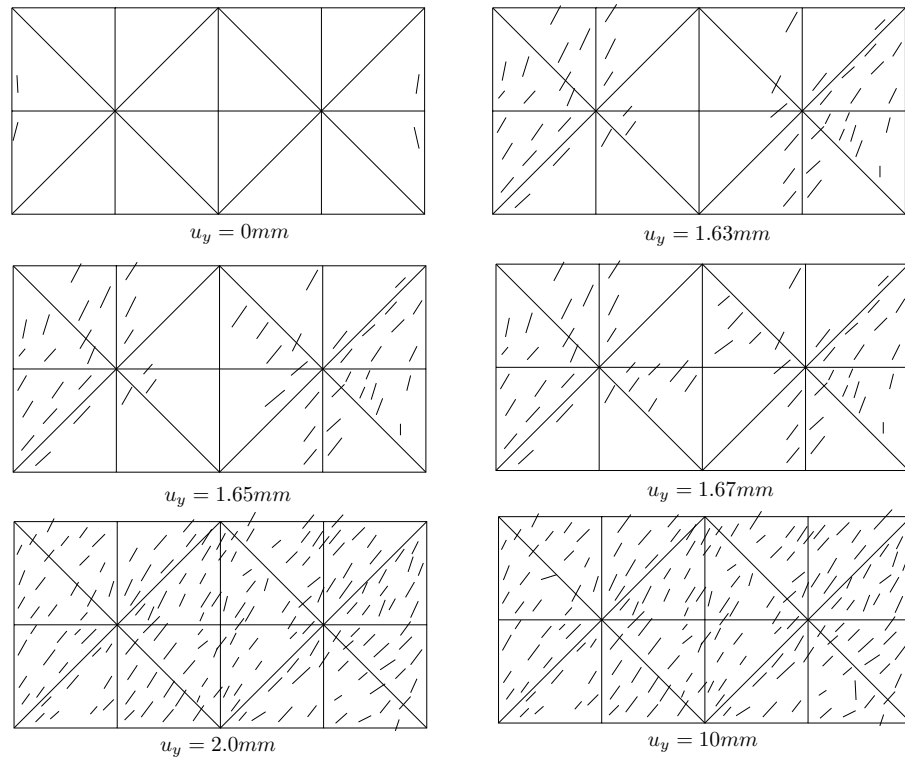 u_y = 0mm
u_y = 1.63mm
u_y = 1.65mm
u_y = 1.67mm
u_y = 2.0mm
u_y = 10mm